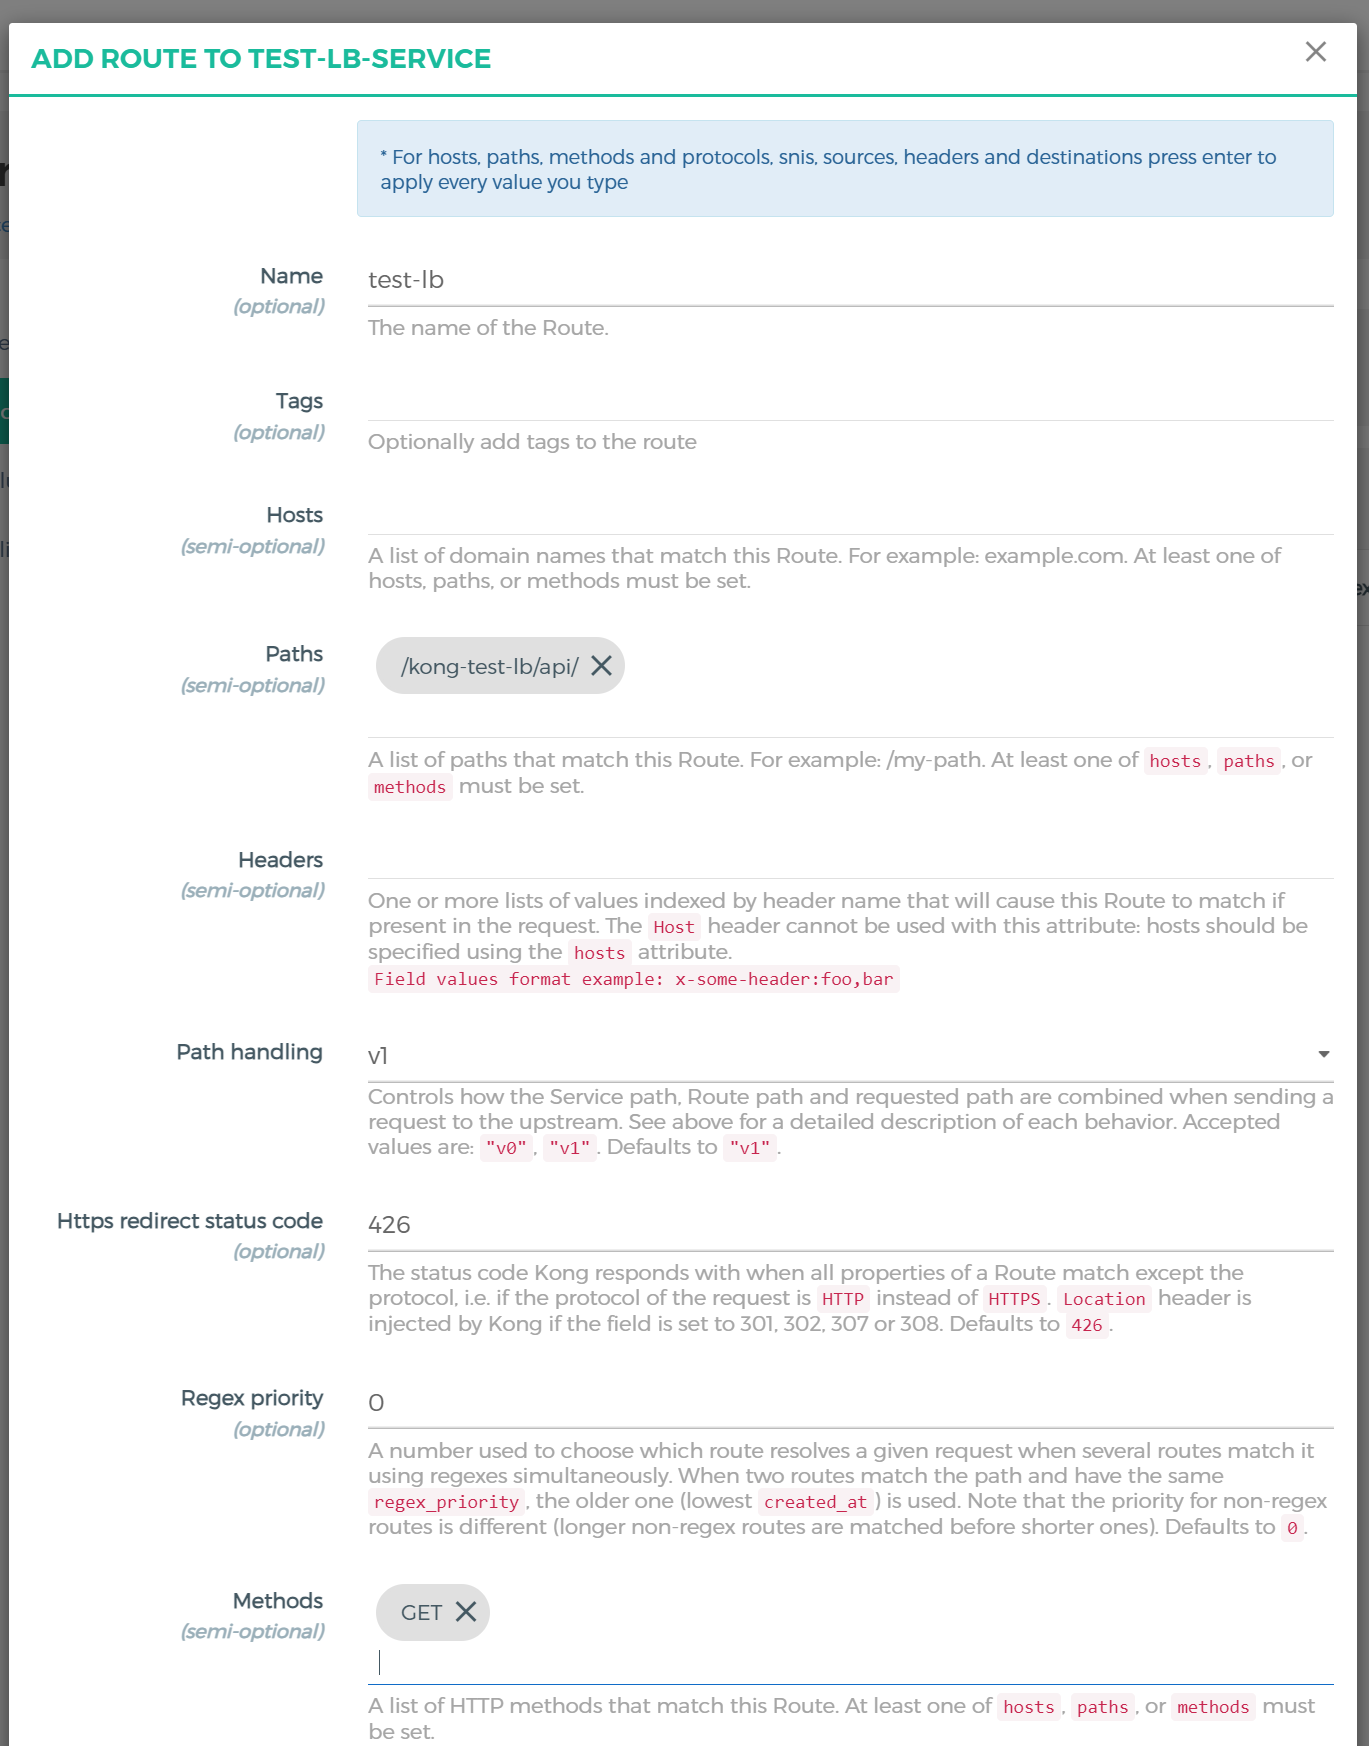 ADD ROUTE TO TEST-LB-SERVICE
* For hosts, paths, methods and protocols, snis, sources, headers and destinations press enter to
apply every value you type
Name
(optional)
test-lb
The name of the Route.
Tags
(optional)
Optionally add tags to the route
Hosts
(semi-optional)
A list of domain names that match this Route. For example: example.com. At least one of
hosts, paths, or methods must be set.
Paths
(semi-optional)
/kong-test-lb/api/
A list of paths that match this Route. For example: /my-path. At least one of hosts, paths, or
methods must be set.
Headers
(semi-optional)
One or more lists of values indexed by header name that will cause this Route to match if
present in the request. The Host header cannot be used with this attribute: hosts should be
specified using the hosts attribute.
Field values format example: x-some-header:foo,bar
Path handling
v1
Controls how the Service path, Route path and requested path are combined when sending a
request to the upstream. See above for a detailed description of each behavior. Accepted
values are: "v0", "v1". Defaults to "v1".
Https redirect status code
(optional)
426
The status code Kong responds with when all properties of a Route match except the
protocol, i.e. if the protocol of the request is HTTP instead of HTTPS. Location header is
injected by Kong if the field is set to 301, 302, 307 or 308. Defaults to 426.
Regex priority
(optional)
0
A number used to choose which route resolves a given request when several routes match it
using regexes simultaneously. When two routes match the path and have the same
regex_priority, the older one (lowest created_at) is used. Note that the priority for non-regex
routes is different (longer non-regex routes are matched before shorter ones). Defaults to 0.
Methods
(semi-optional)
GET
A list of HTTP methods that match this Route. At least one of hosts, paths, or methods must
be set.